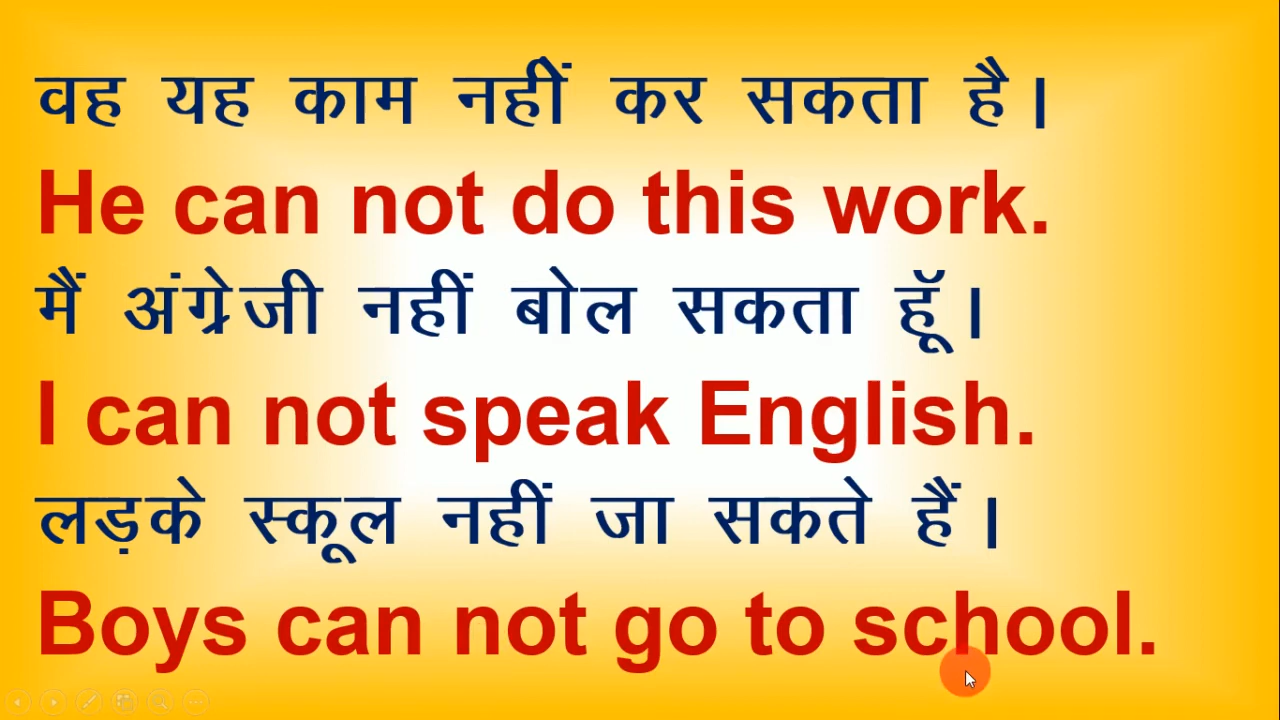 वह यह काम नहीं कर सकता है।
He can not do this work.
मैं अंग्रेजी नहीं बोल सकता हूॅ।
I can not speak English.
लड़के स्कूल नहीं जा सकते हैं।
Boys can not go to school.